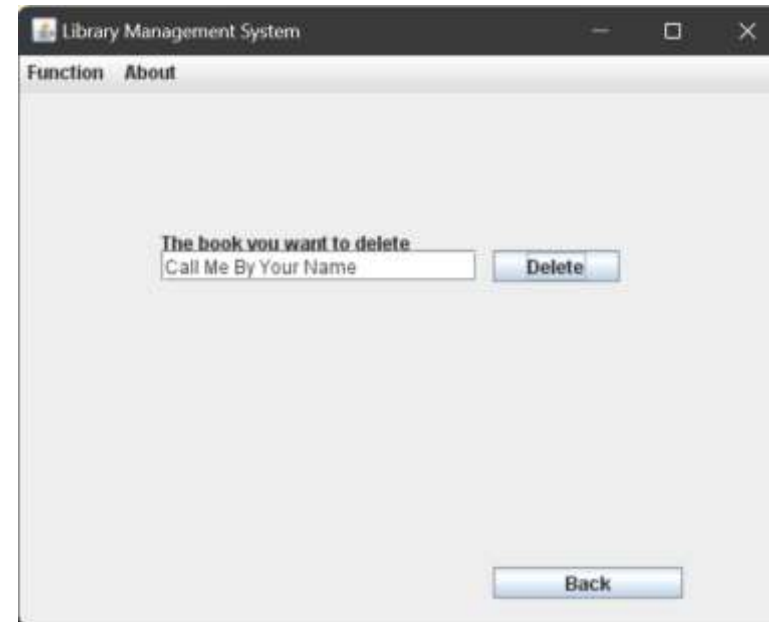 Library Management System
Function About
The book you want to delete
Call Me By Your Name
Delete
Back